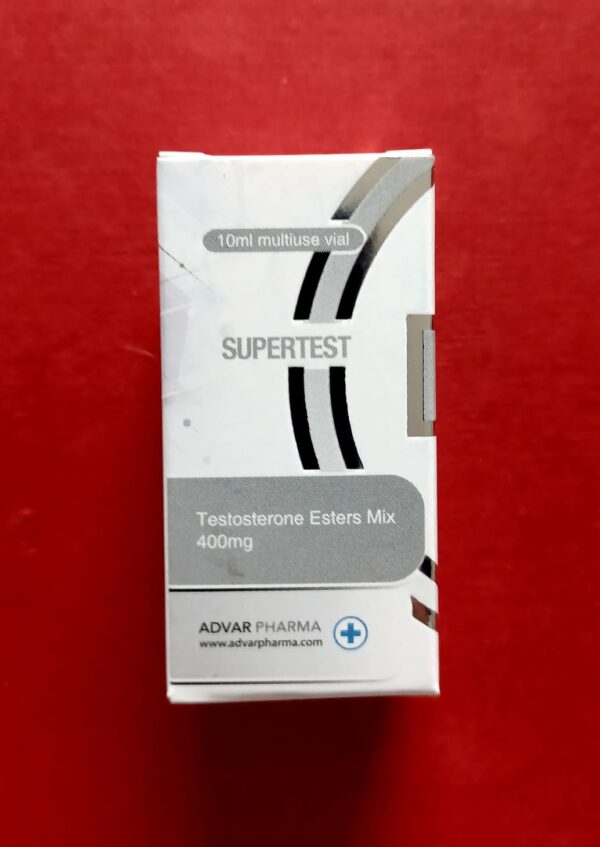 10ml multiuse vial
SUPERTEST
Testosterone Esters Mix
400mg
ADVAR PHARMA
www.advarpharma.com